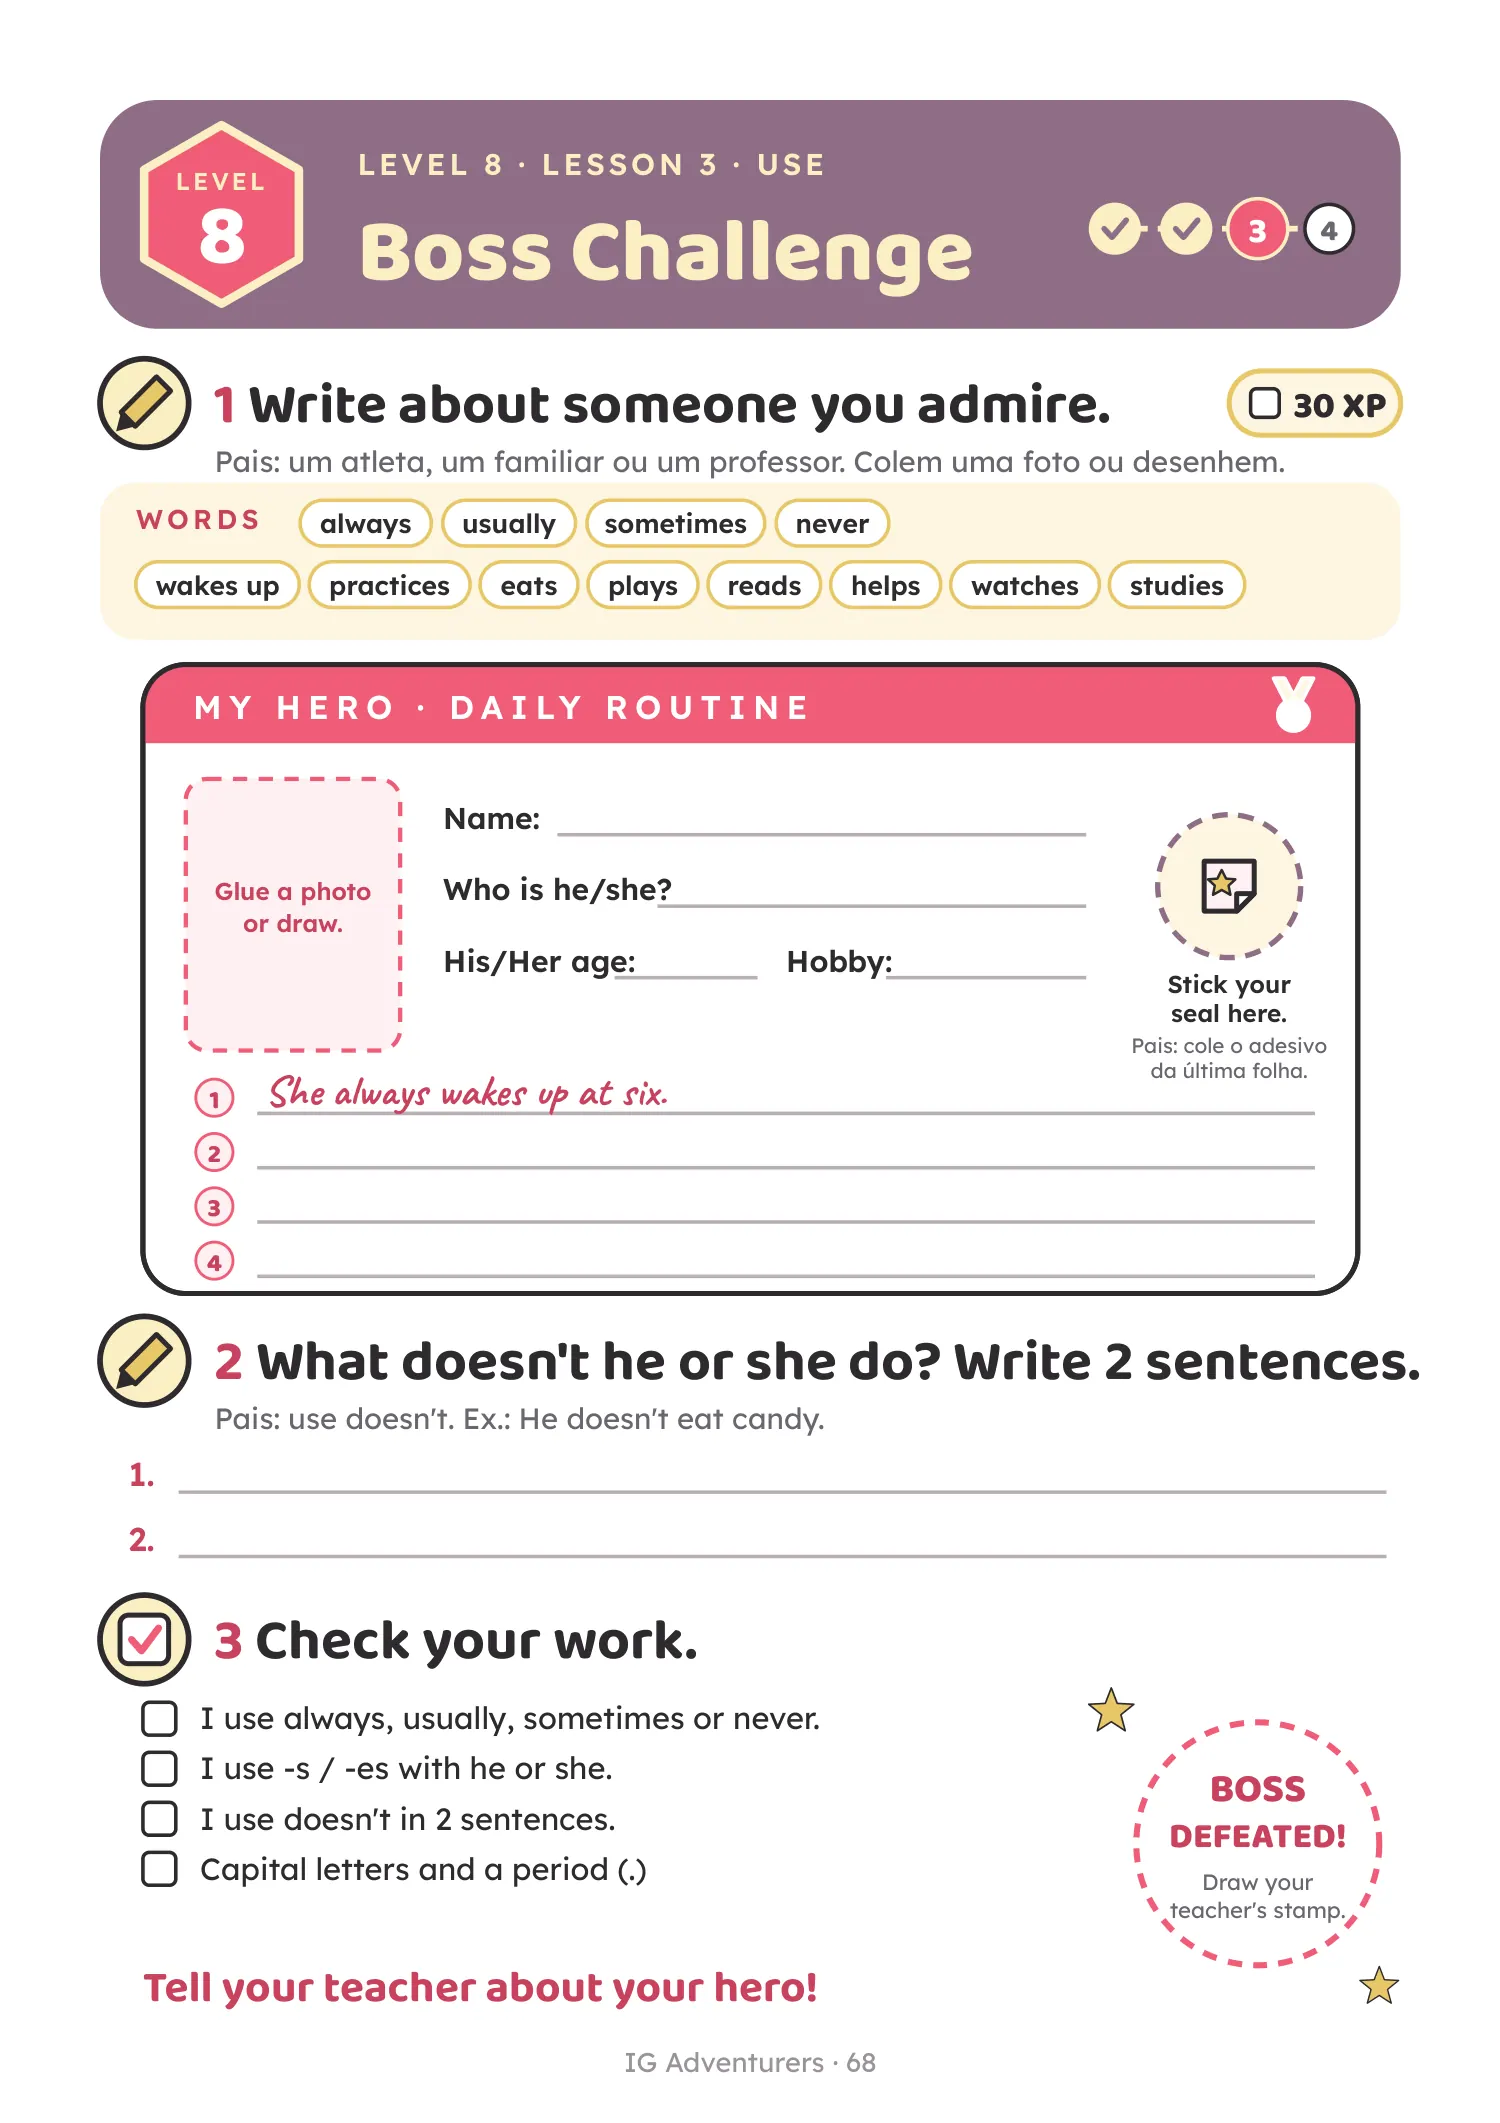 LEVEL 8 · LESSON 3 · USE
LEVEL
8
Boss Challenge
3
4
1 Write about someone you admire.
30 XP
Pais: um atleta, um familiar ou um professor. Colem uma foto ou desenhem.
WORDS always usually sometimes never
wakes up practices eats plays reads helps watches studies
MY HERO · DAILY ROUTINE
Glue a photo
or draw.
Name:
Who is he/she?
His/Her age: Hobby:
Stick your
seal here.
Pais: cole o adesivo
da última folha.
1 She always wakes up at six.
2
3
4
2 What doesn't he or she do? Write 2 sentences.
Pais: use doesn't. Ex.: He doesn't eat candy.
1.
2.
3 Check your work.
I use always, usually, sometimes or never.
I use -s / -es with he or she.
I use doesn't in 2 sentences.
Capital letters and a period (.)
BOSS
DEFEATED!
Draw your
teacher's stamp.
Tell your teacher about your hero!
IG Adventurers · 68